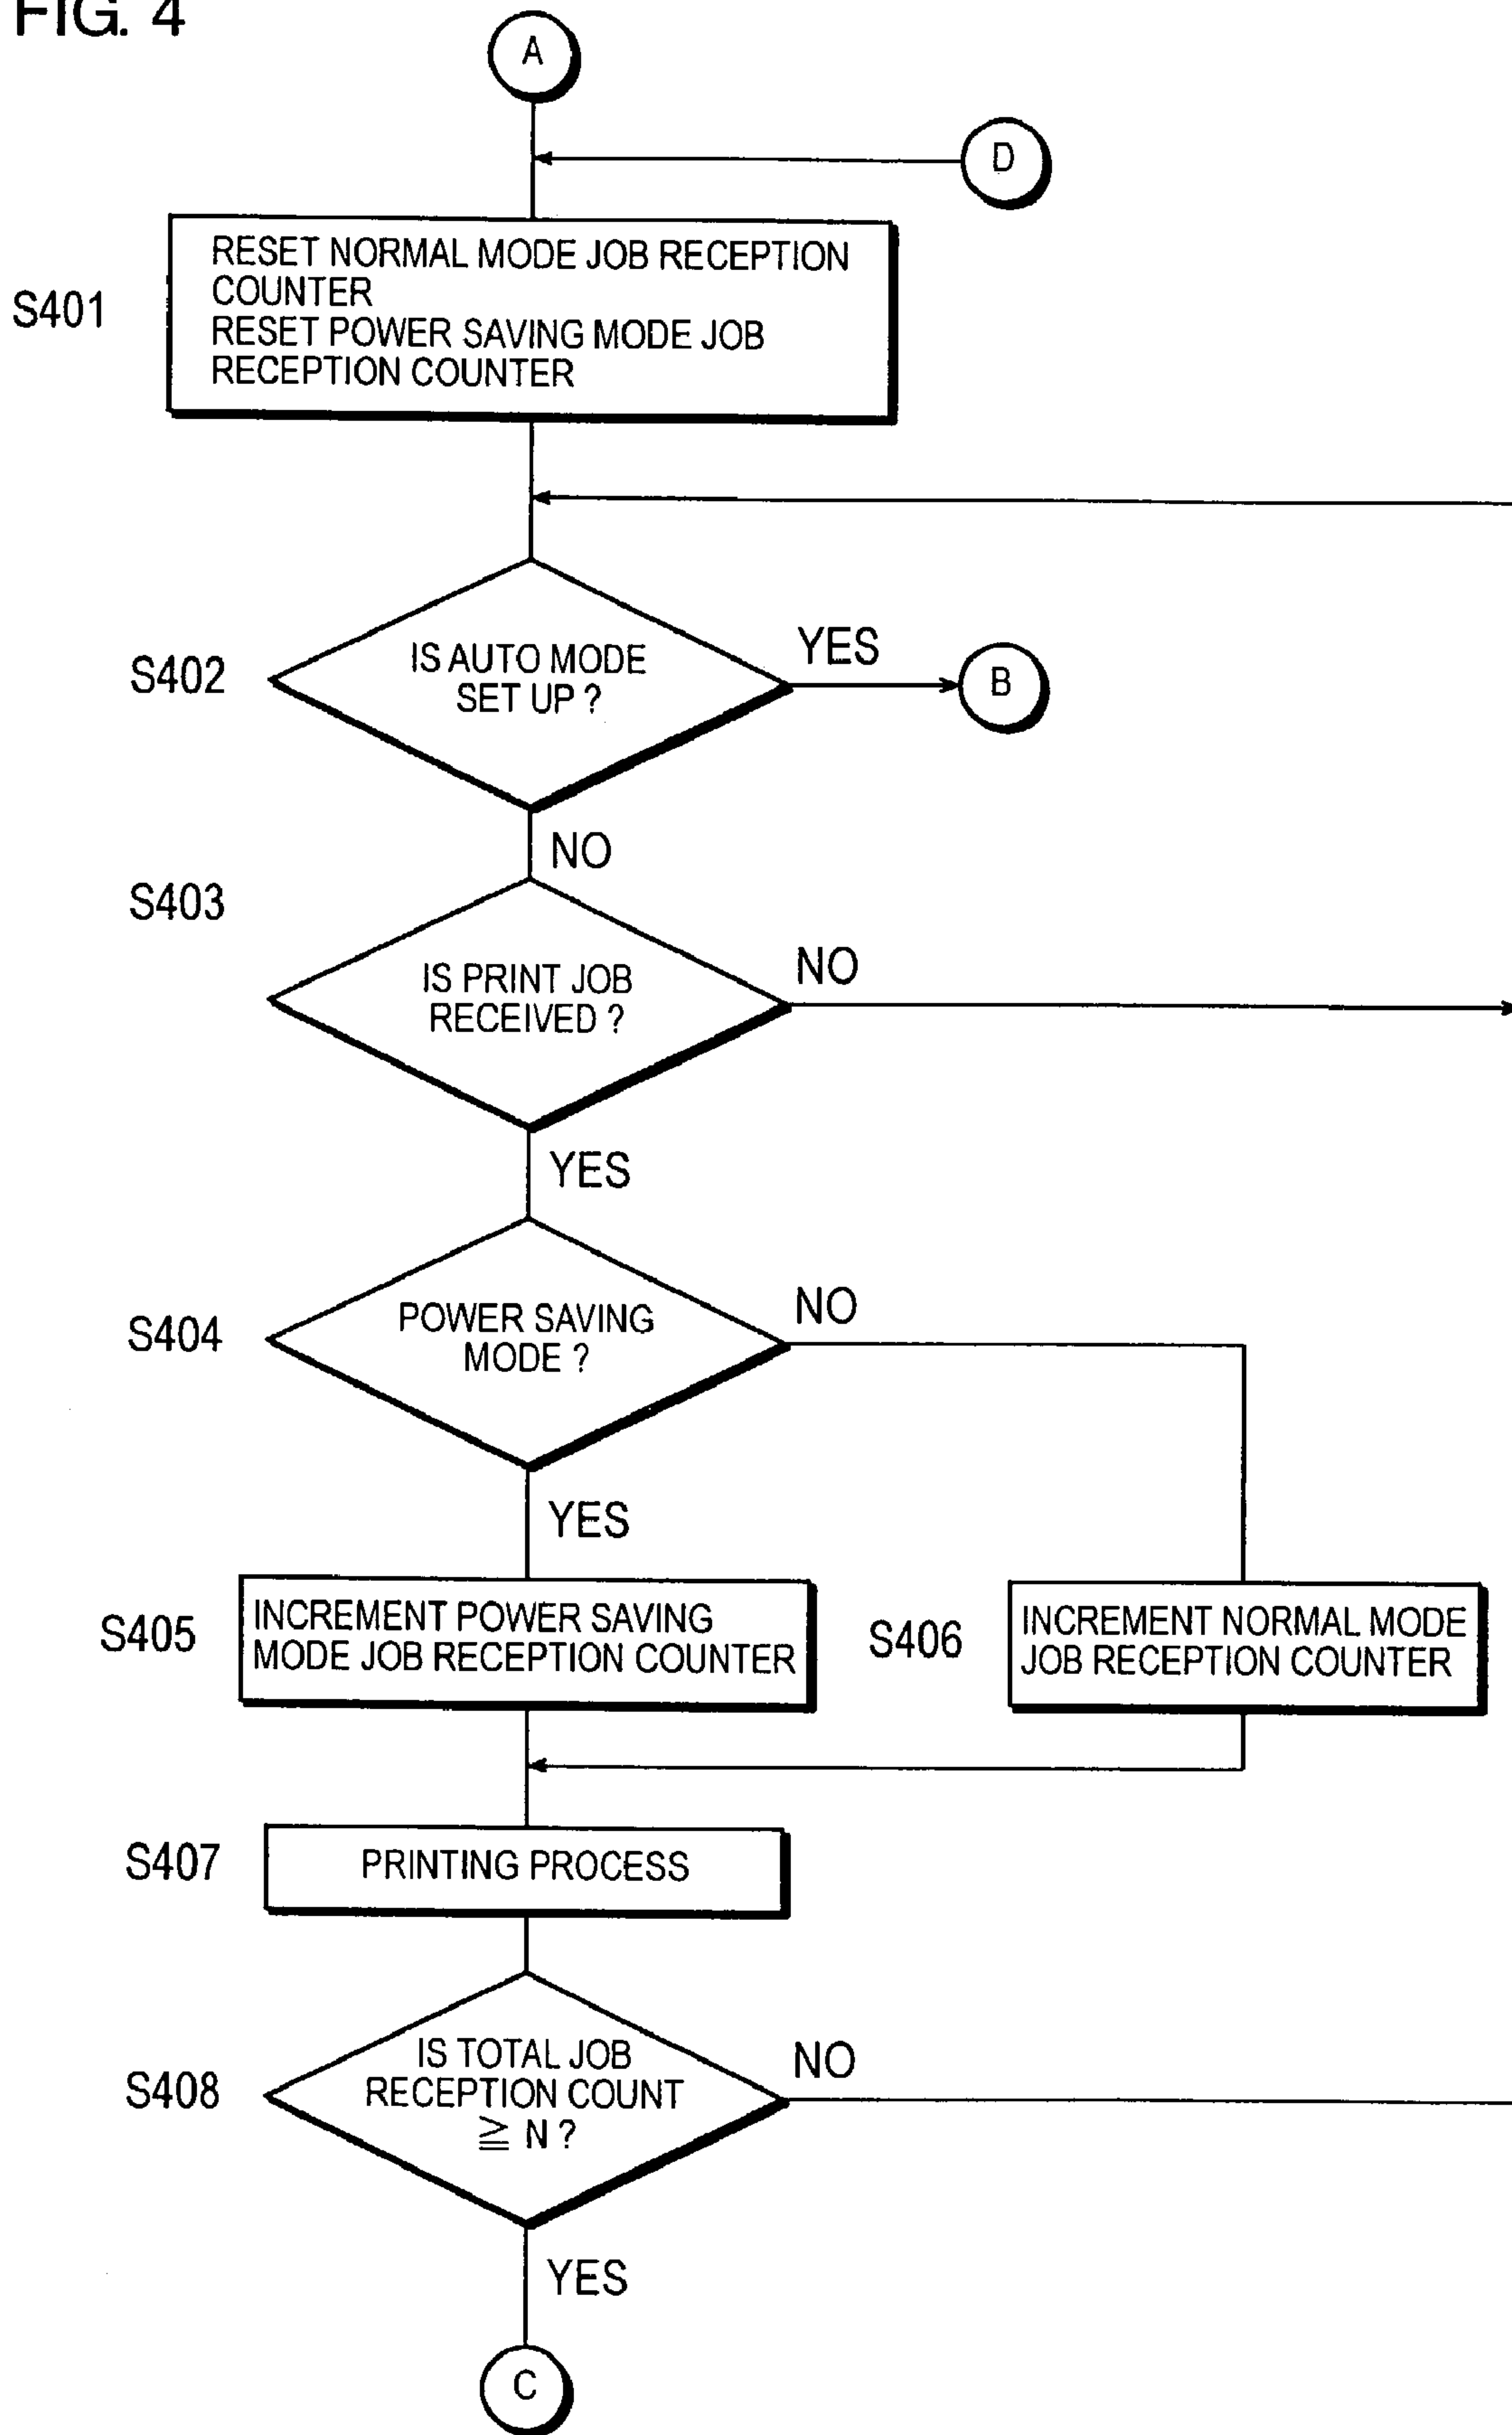 FIG. 4
A
D
S401
RESET NORMAL MODE JOB RECEPTION
COUNTER
RESET POWER SAVING MODE JOB
RECEPTION COUNTER
S402
IS AUTO MODE
SET UP ?
YES
B
NO
S403
IS PRINT JOB
RECEIVED ?
NO
YES
S404
POWER SAVING
MODE ?
NO
YES
S405
INCREMENT POWER SAVING
MODE JOB RECEPTION COUNTER
S406
INCREMENT NORMAL MODE
JOB RECEPTION COUNTER
S407
PRINTING PROCESS
S408
IS TOTAL JOB
RECEPTION COUNT
≧ N ?
NO
YES
C